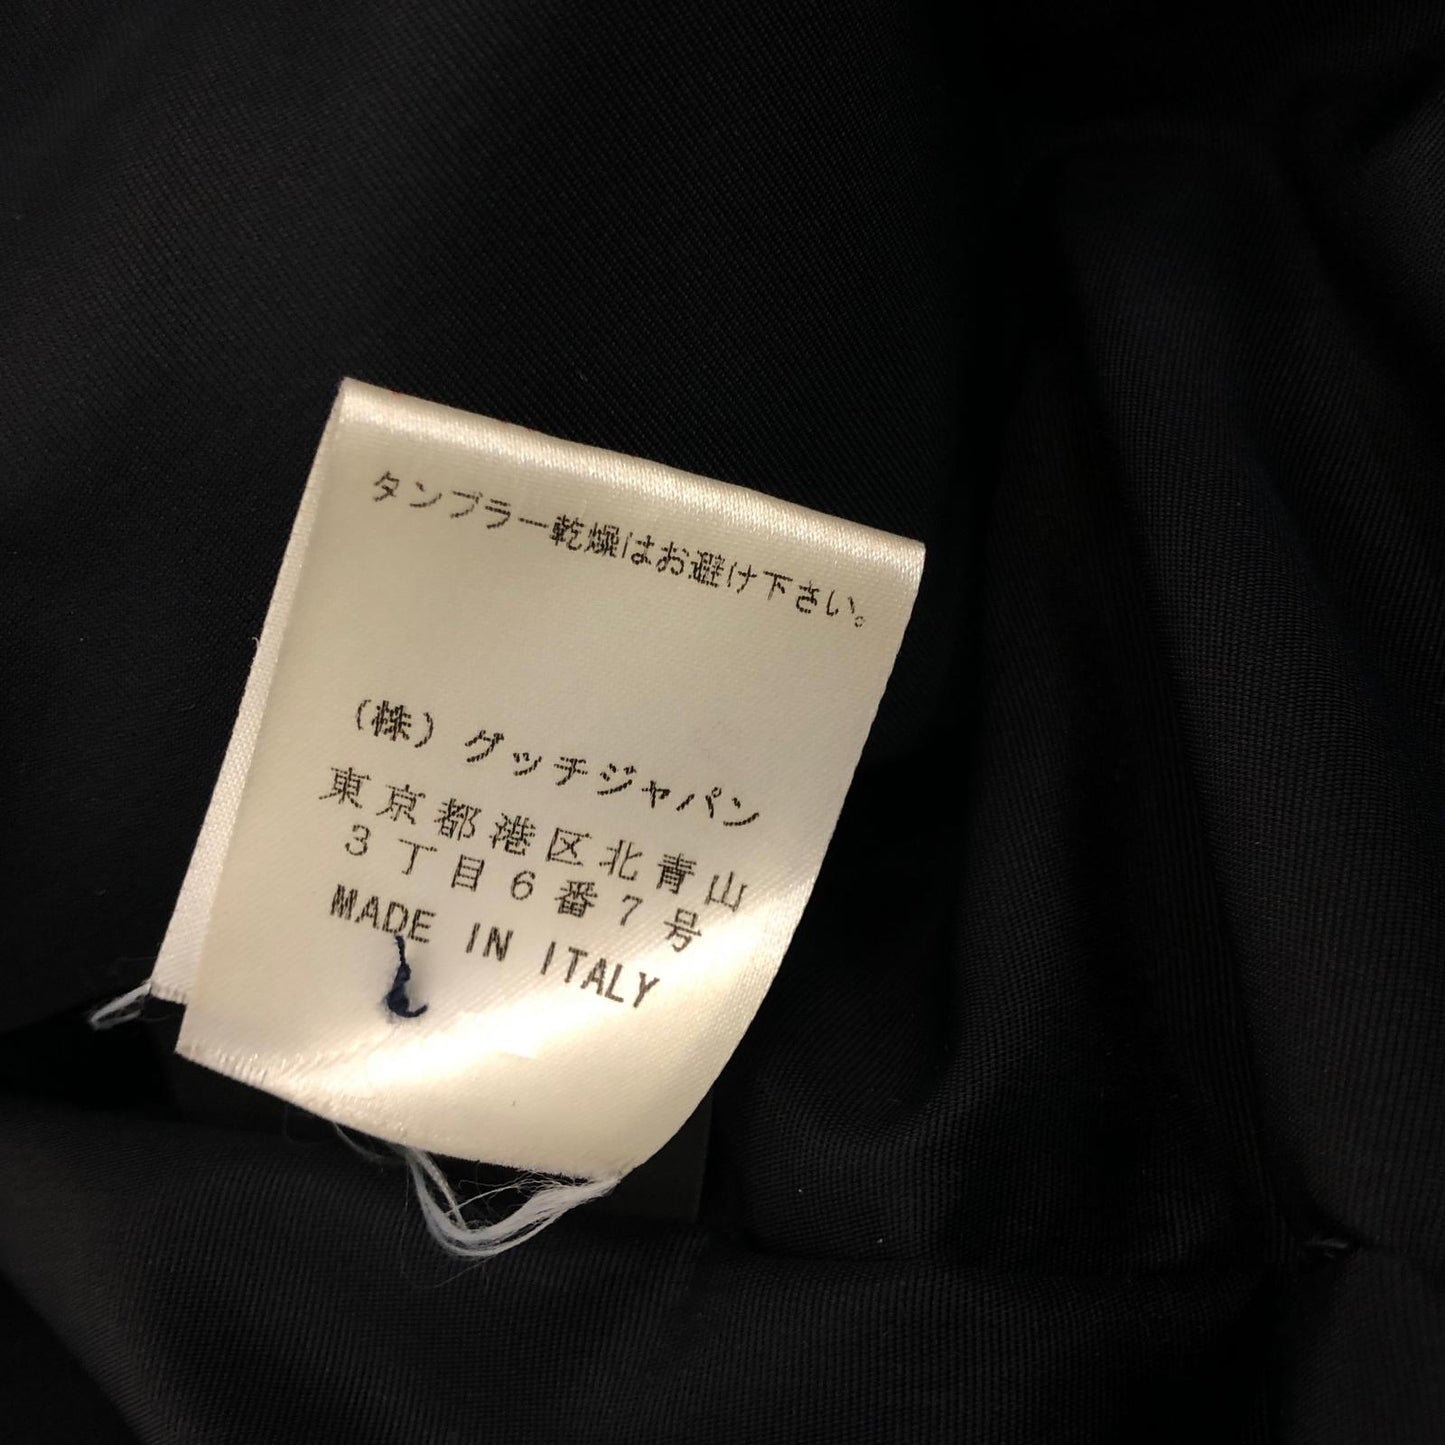 タンブラー乾燥はお避け下さい。
(株) グッチジャパン
東京都港区北青山
3丁目6番7号
MADE IN ITALY